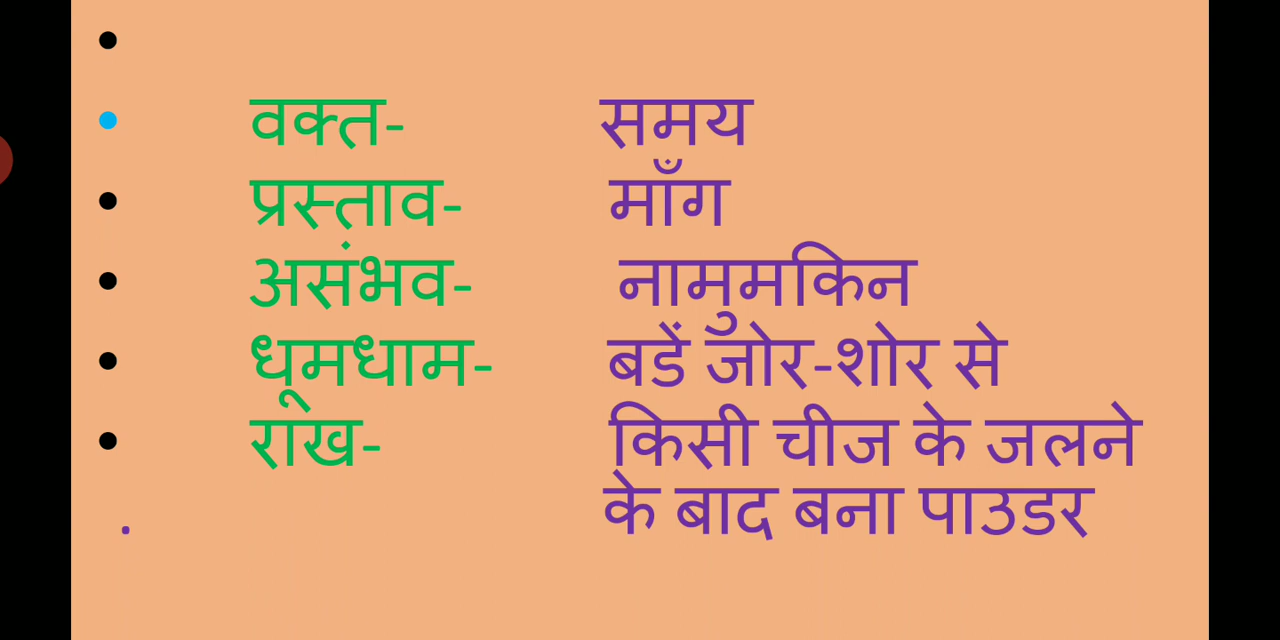 वक्त- समय
प्रस्ताव- माँग
असंभव- नामुमकिन
धूमधाम- बडें जोर-शोर से
राख- किसी चीज के जलने
के बाद बना पाउडर